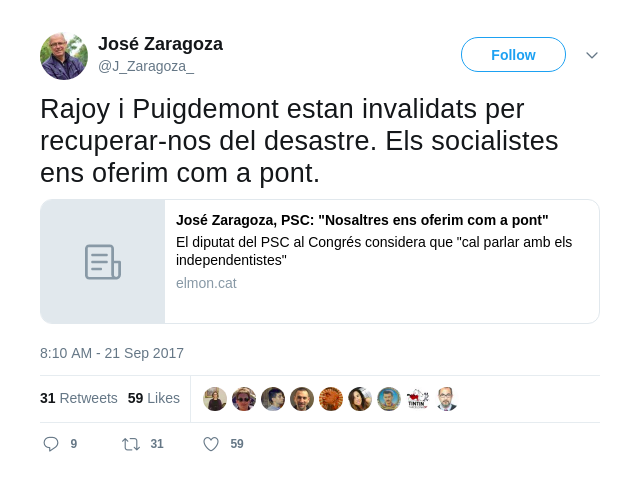 José Zaragoza
@J_Zaragoza_
Follow
Rajoy i Puigdemont estan invalidats per
recuperar-nos del desastre. Els socialistes
ens oferim com a pont.
José Zaragoza, PSC: "Nosaltres ens oferim com a pont"
El diputat del PSC al Congrés considera que "cal parlar amb els
independentistes"
elmon.cat
8:10 AM - 21 Sep 2017
31 Retweets 59 Likes
TINTIN
9 31 59